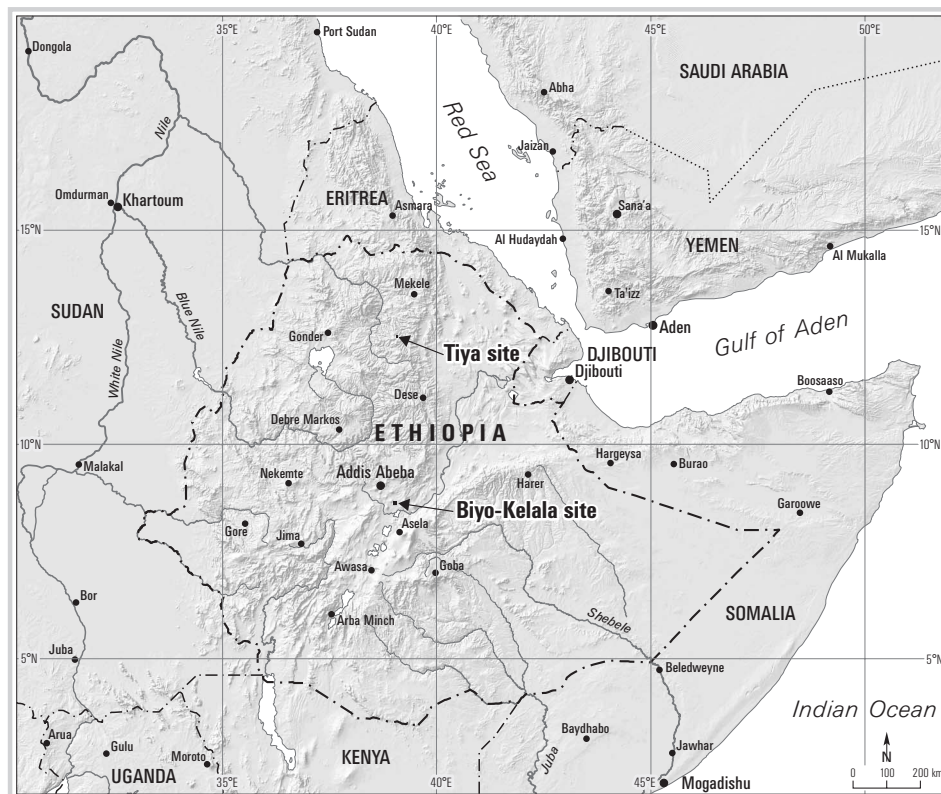 35°E
40°E
45°E
50°E
Port Sudan
Dongola
SAUDI ARABIA
Abha
Red Sea
Nile
Jaizan
Omdurman
Khartoum
ERITREA
Asmara
Sana'a
15°N
15°N
Al Hudaydah
YEMEN
Al Mukalla
Mekele
Ta'izz
SUDAN
Blue Nile
Gonder
Aden
Gulf of Aden
Tiya site
White Nile
DJIBOUTI
Djibouti
Boosaaso
Dese
Debre Markos
ETHIOPIA
10°N
10°N
Malakal
Nekemte
Addis Abeba
Harer
Hargeysa
Burao
Biyo-Kelala site
Garoowe
Gore
Asela
Jima
Awasa
Goba
Bor
Arba Minch
Shebele
SOMALIA
Juba
5°N
5°N
Beledweyne
Indian Ocean
Arua
Gulu
Moroto
KENYA
Baydhabo
Jawhar
N
UGANDA
Juba
Mogadishu
0 100 200 km
35°E
40°E
45°E